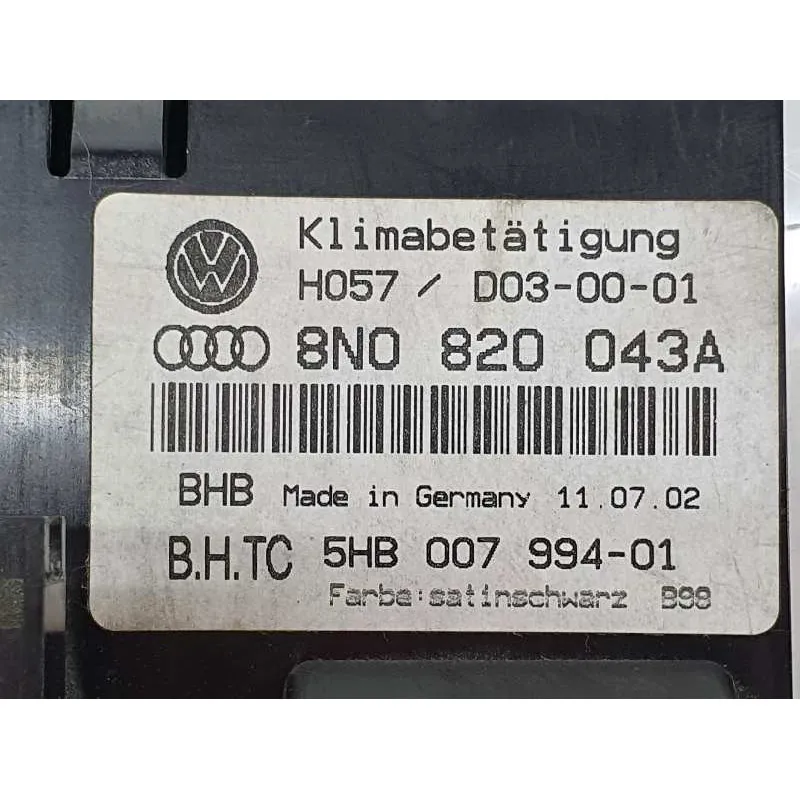 Klimabetätigung
H057 / D03-00-01
8N0 820 043A
BHB Made in Germany 11.07.02
B.H.TC 5HB 007 994-01
Farbe:satinschwarz B98